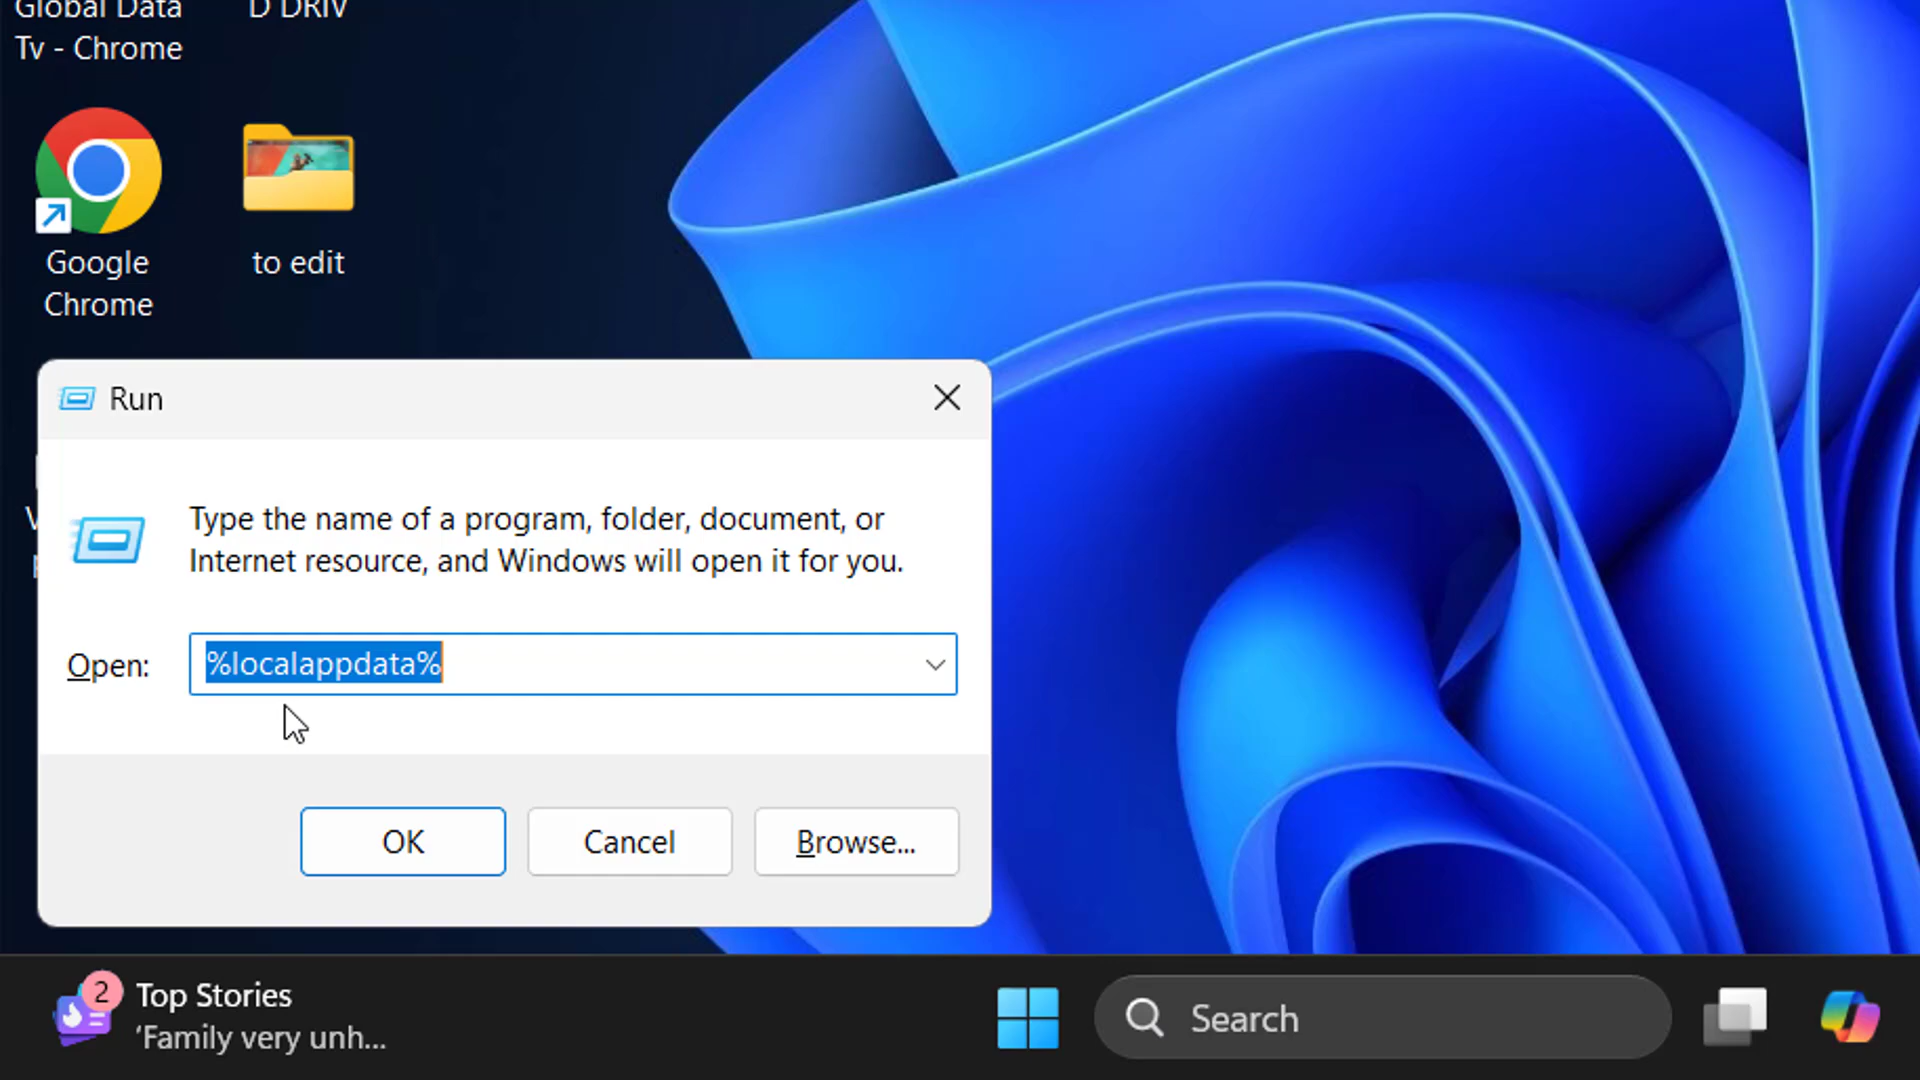 Global Data
Tv - Chrome
D DRIV
Google
Chrome
to edit
Run
Type the name of a program, folder, document, or
Internet resource, and Windows will open it for you.
Open:
%localappdata%
OK
Cancel
Browse...
2
Top Stories
'Family very unh...
Search